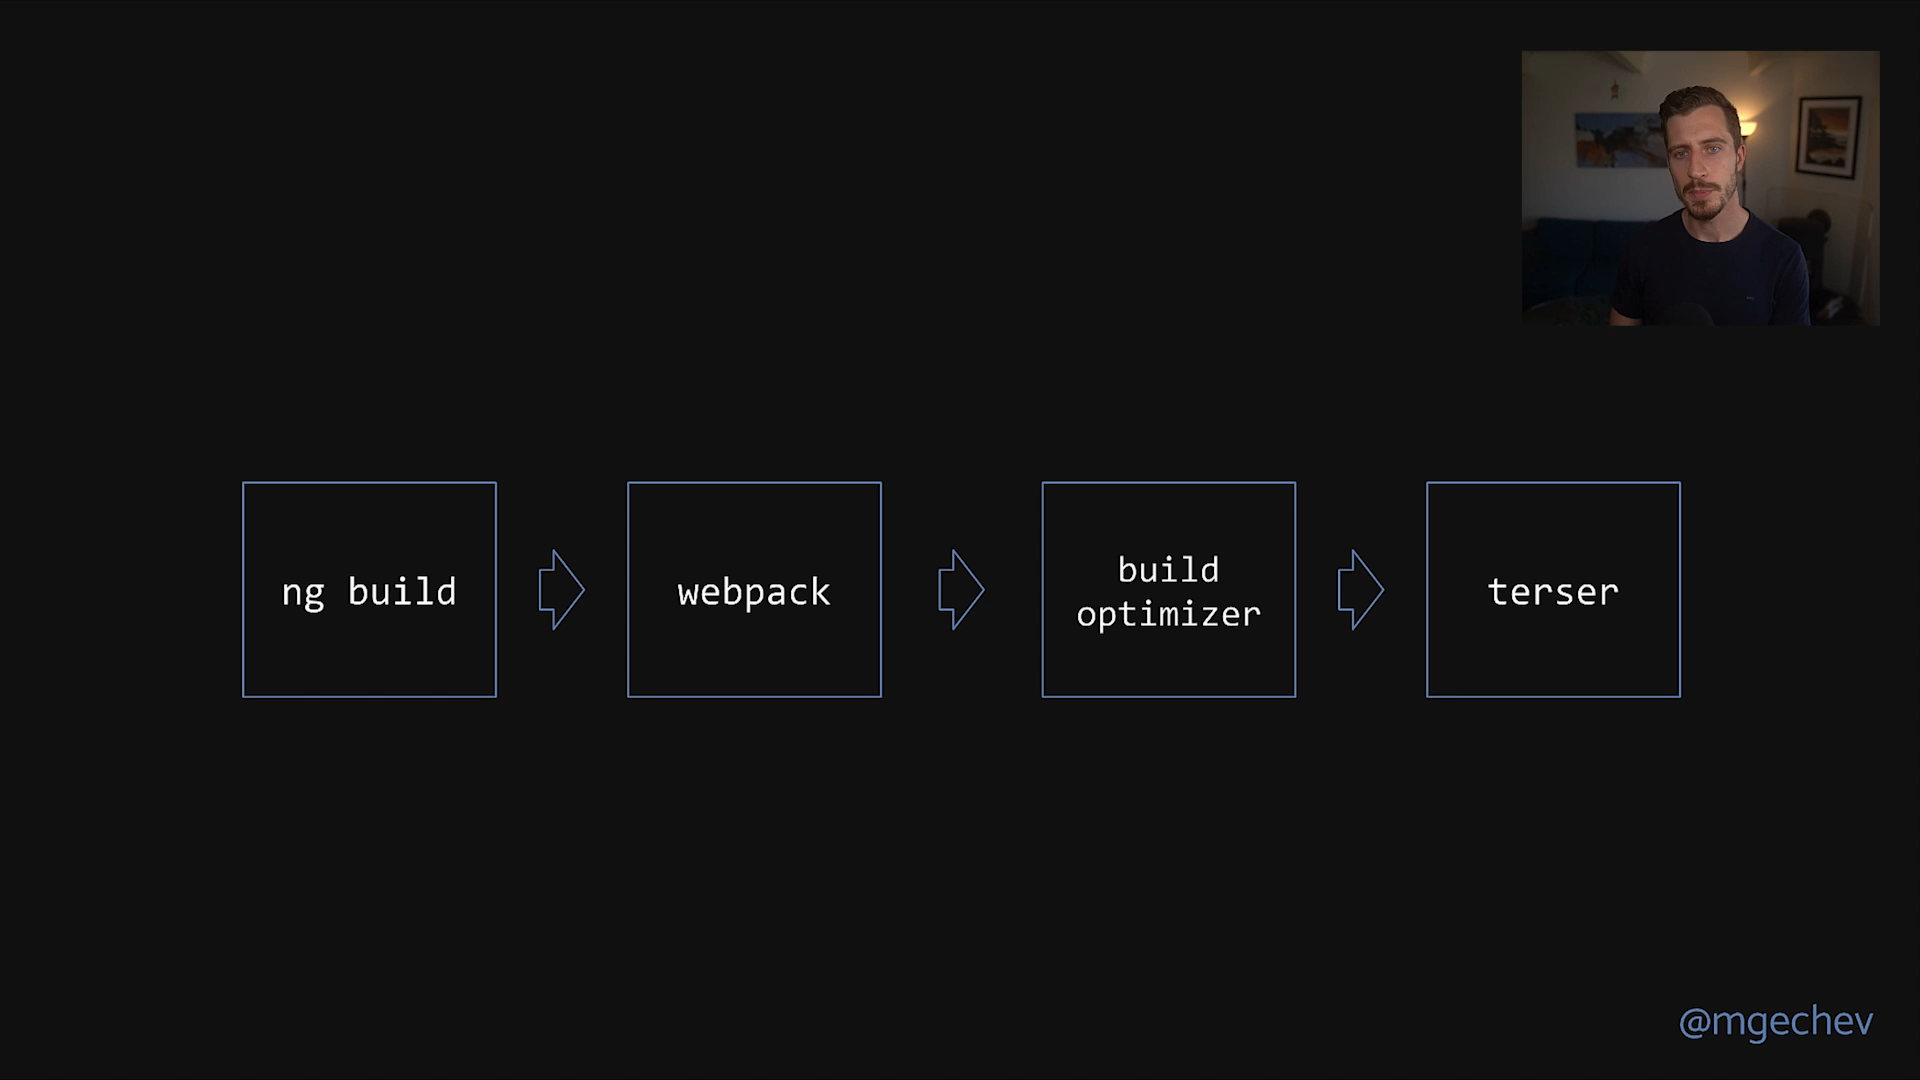 ng build
webpack
build
optimizer
terser
@mgechev